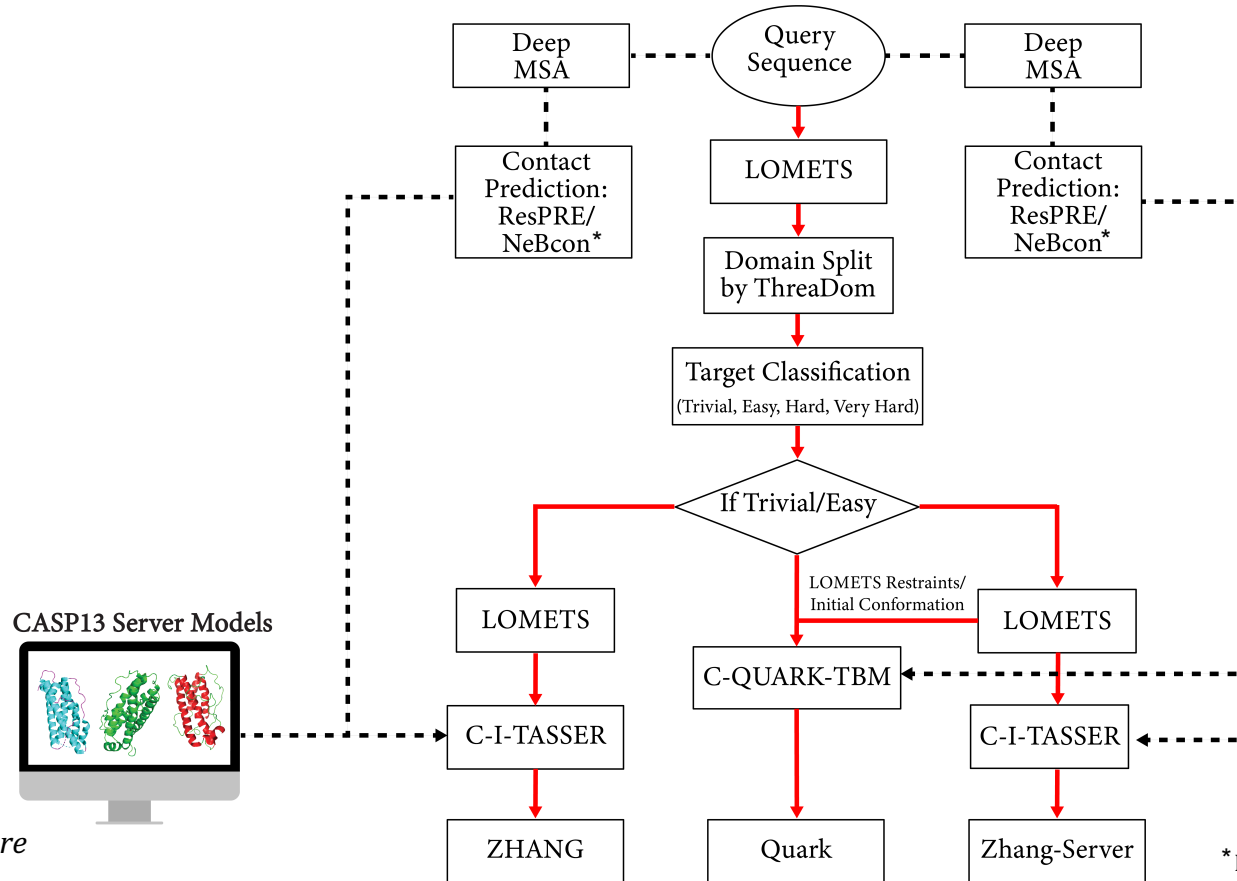 Deep
MSA
Query
Sequence
Deep
MSA
Contact
Prediction:
ResPRE/
NeBcon*
LOMETS
Contact
Prediction:
ResPRE/
NeBcon*
Domain Split
by ThreaDom
Target Classification
(Trivial, Easy, Hard, Very Hard)
If Trivial/Easy
LOMETS
LOMETS Restraints/
Initial Conformation
LOMETS
CASP13 Server Models
C-QUARK-TBM
C-I-TASSER
C-I-TASSER
ZHANG
Quark
Zhang-Server
re
*